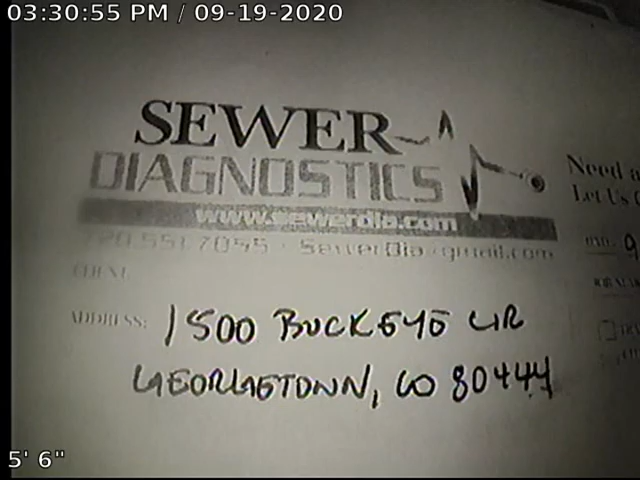 03:30:55 PM / 09-19-2020
SEWER
DIAGNOSTICS
www.sewerdia.com
720.551.7055 · SewerDia@gmail.com
Need a
Let Us
CLIENT
ADDRESS: 1500 BUCKEYE CIR
GEORGETOWN, CO 80444
5' 6"